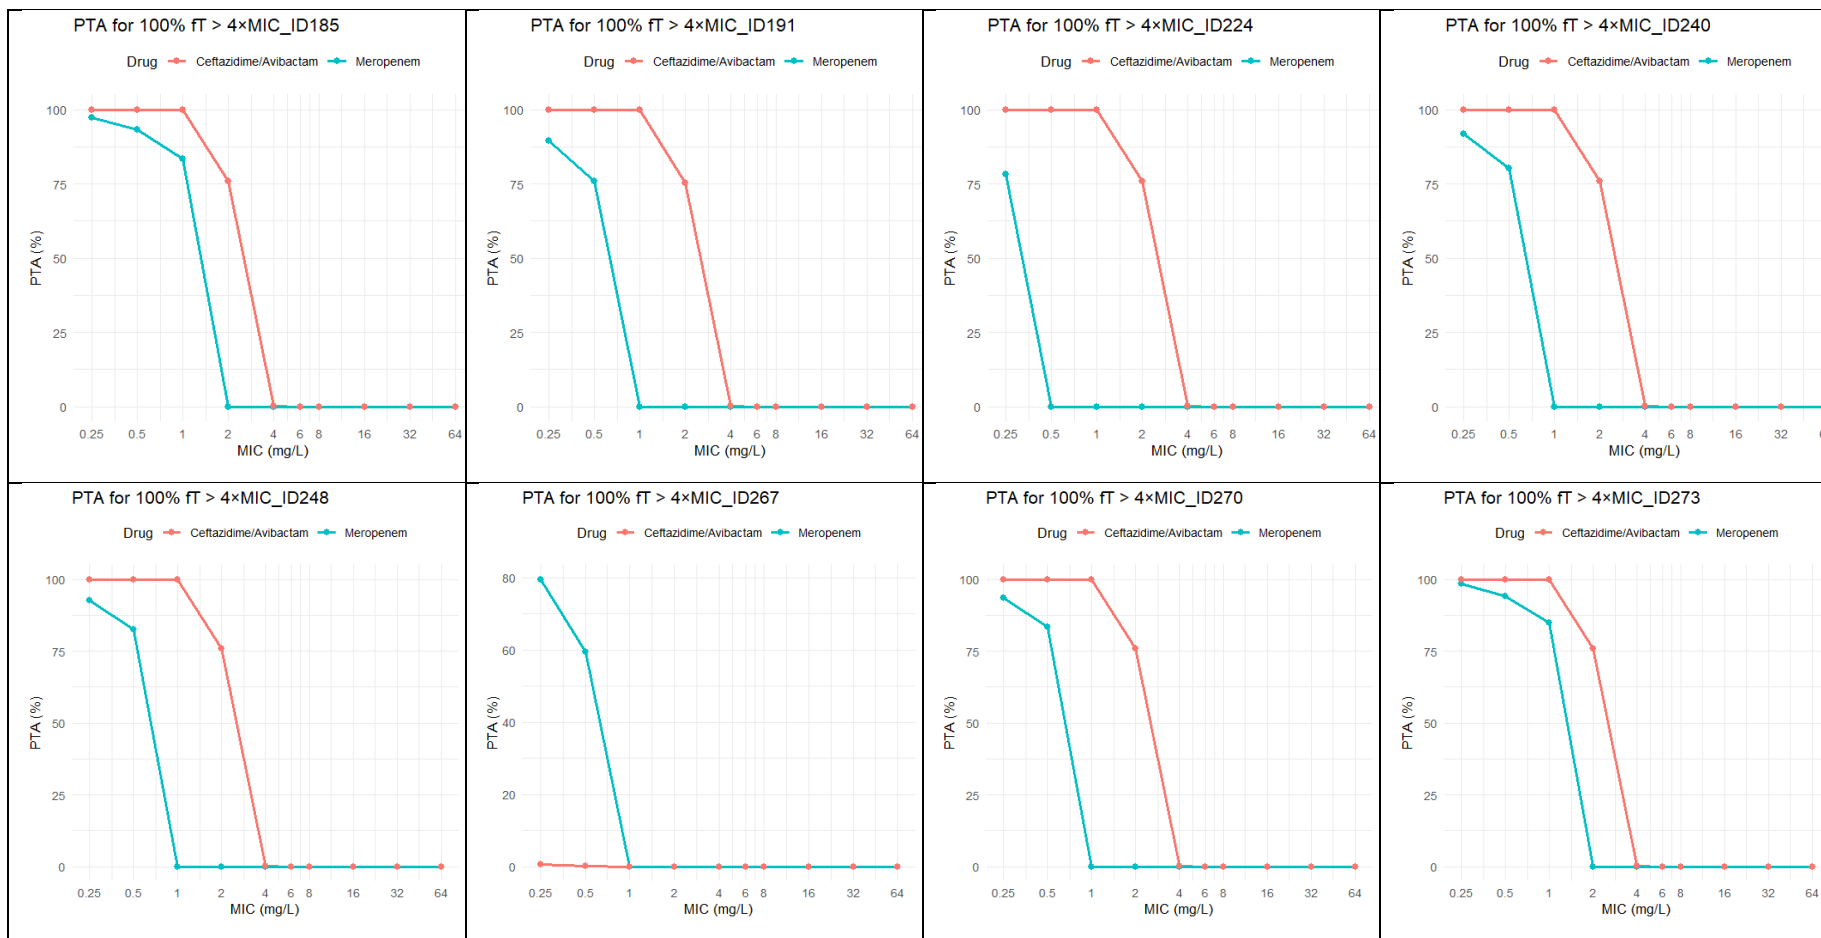 PTA for 100% fT > 4×MIC_ID185
Drug Ceftazidime/Avibactam Meropenem
100
75
50
25
0
PTA (%)
0.25 0.5 1 2 4 6 8 16 32 64
MIC (mg/L)
PTA for 100% fT > 4×MIC_ID191
Drug Ceftazidime/Avibactam Meropenem
100
75
50
25
0
PTA (%)
0.25 0.5 1 2 4 6 8 16 32 64
MIC (mg/L)
PTA for 100% fT > 4×MIC_ID224
Drug Ceftazidime/Avibactam Meropenem
100
75
50
25
0
PTA (%)
0.25 0.5 1 2 4 6 8 16 32 64
MIC (mg/L)
PTA for 100% fT > 4×MIC_ID240
Drug Ceftazidime/Avibactam Meropenem
100
75
50
25
0
PTA (%)
0.25 0.5 1 2 4 6 8 16 32
MIC (mg/L)
PTA for 100% fT > 4×MIC_ID248
Drug Ceftazidime/Avibactam Meropenem
100
75
50
25
0
PTA (%)
0.25 0.5 1 2 4 6 8 16 32 64
MIC (mg/L)
PTA for 100% fT > 4×MIC_ID267
Drug Ceftazidime/Avibactam Meropenem
80
60
40
20
0
PTA (%)
0.25 0.5 1 2 4 6 8 16 32 64
MIC (mg/L)
PTA for 100% fT > 4×MIC_ID270
Drug Ceftazidime/Avibactam Meropenem
100
75
50
25
0
PTA (%)
0.25 0.5 1 2 4 6 8 16 32 64
MIC (mg/L)
PTA for 100% fT > 4×MIC_ID273
Drug Ceftazidime/Avibactam Meropenem
100
75
50
25
0
PTA (%)
0.25 0.5 1 2 4 6 8 16 32 64
MIC (mg/L)